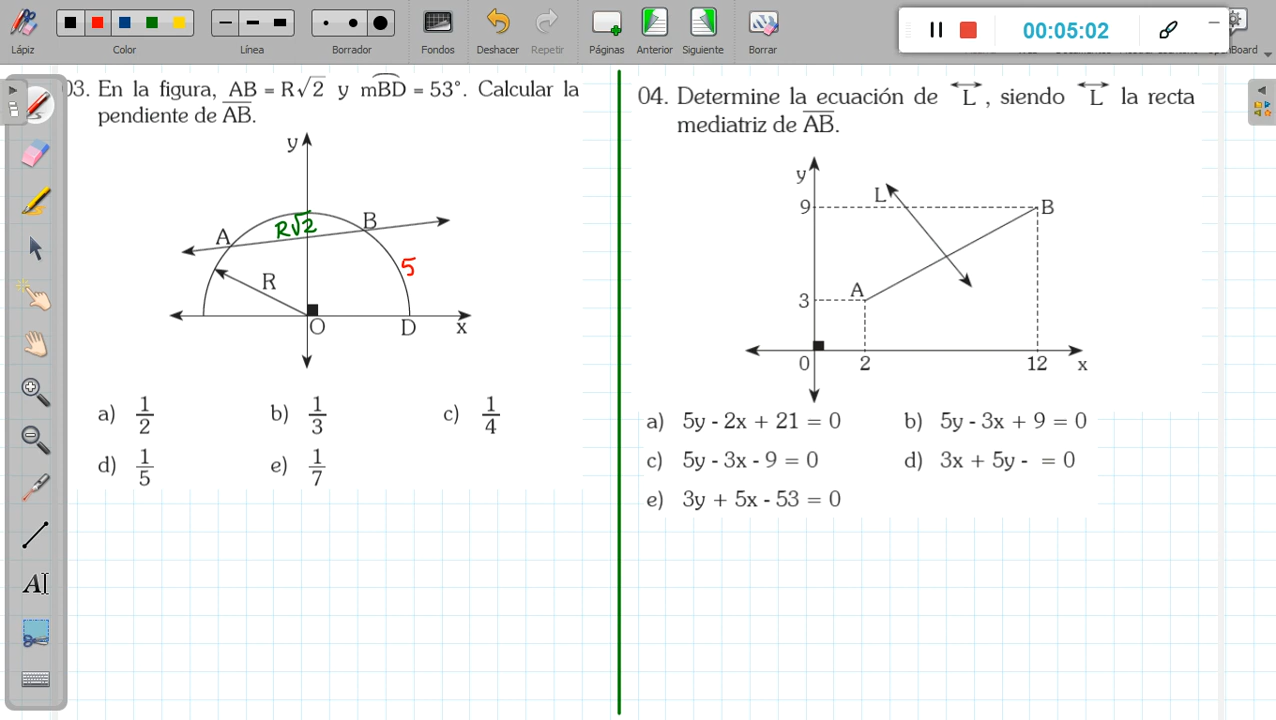 00:05:02
Lápiz Color Línea Borrador Fondos Deshacer Repetir Páginas Anterior Siguiente Borrar OpenBoard
03. En la figura, AB = R√2 y mBD = 53°. Calcular la
pendiente de AB.
y
A
R√2
B
5
R
O
D
x
a) 1/2 b) 1/3 c) 1/4
d) 1/5 e) 1/7
04. Determine la ecuación de L, siendo L la recta
mediatriz de AB.
y
9
L
B
A
3
0
2
12
x
a) 5y - 2x + 21 = 0 b) 5y - 3x + 9 = 0
c) 5y - 3x - 9 = 0 d) 3x + 5y - = 0
e) 3y + 5x - 53 = 0
AI